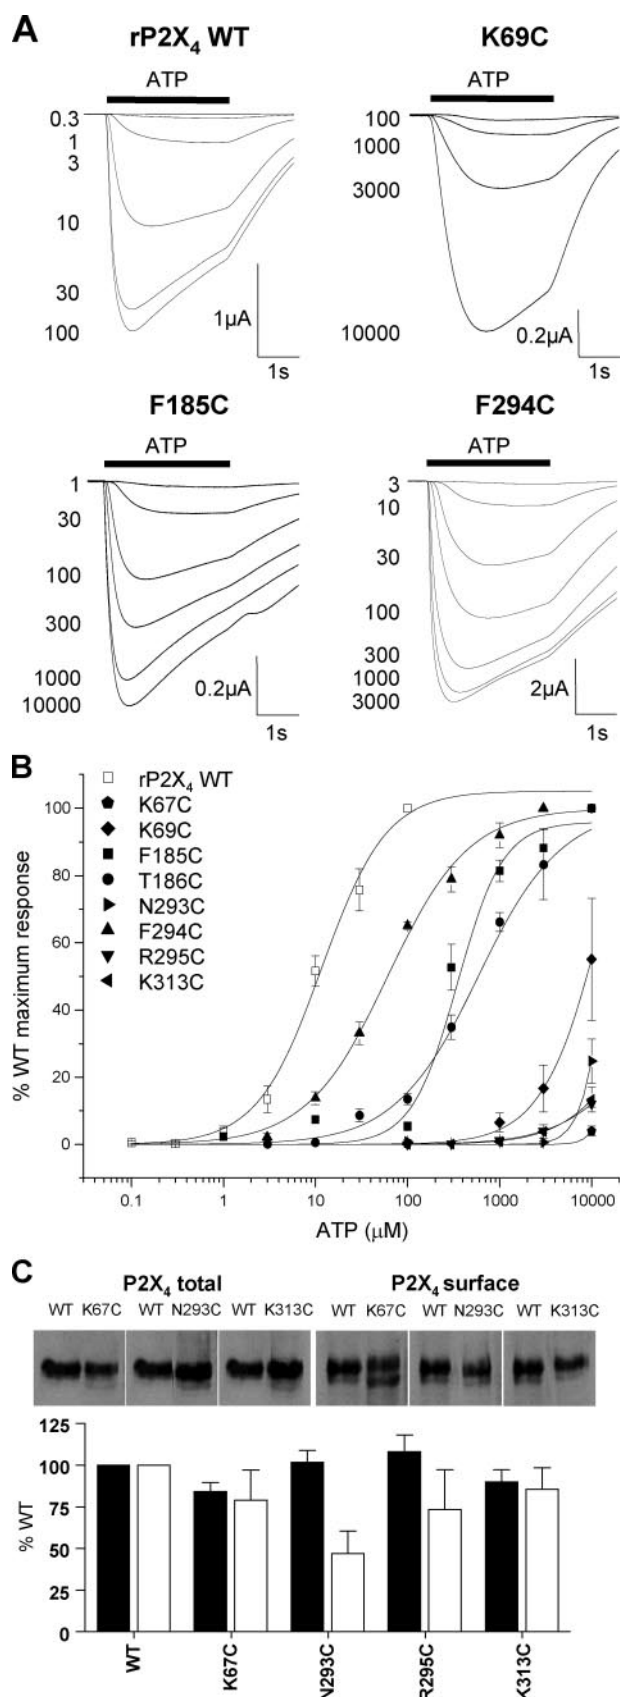 A
rP2X4 WT
K69C
ATP
ATP
0.3
1
3
10
30
100
1µA
1s
100
1000
3000
10000
0.2µA
1s
F185C
F294C
ATP
ATP
1
30
100
300
1000
10000
0.2µA
1s
3
10
30
100
300
1000
3000
2µA
1s
B
rP2X4 WT
K67C
K69C
F185C
T186C
N293C
F294C
R295C
K313C
100
80
60
40
20
0
% WT maximum response
0.1 1 10 100 1000 10000
ATP (µM)
C
P2X4 total
P2X4 surface
WT K67C WT N293C WT K313C
WT K67C WT N293C WT K313C
125
100
75
50
25
0
% WT
WT
K67C
N293C
R295C
K313C